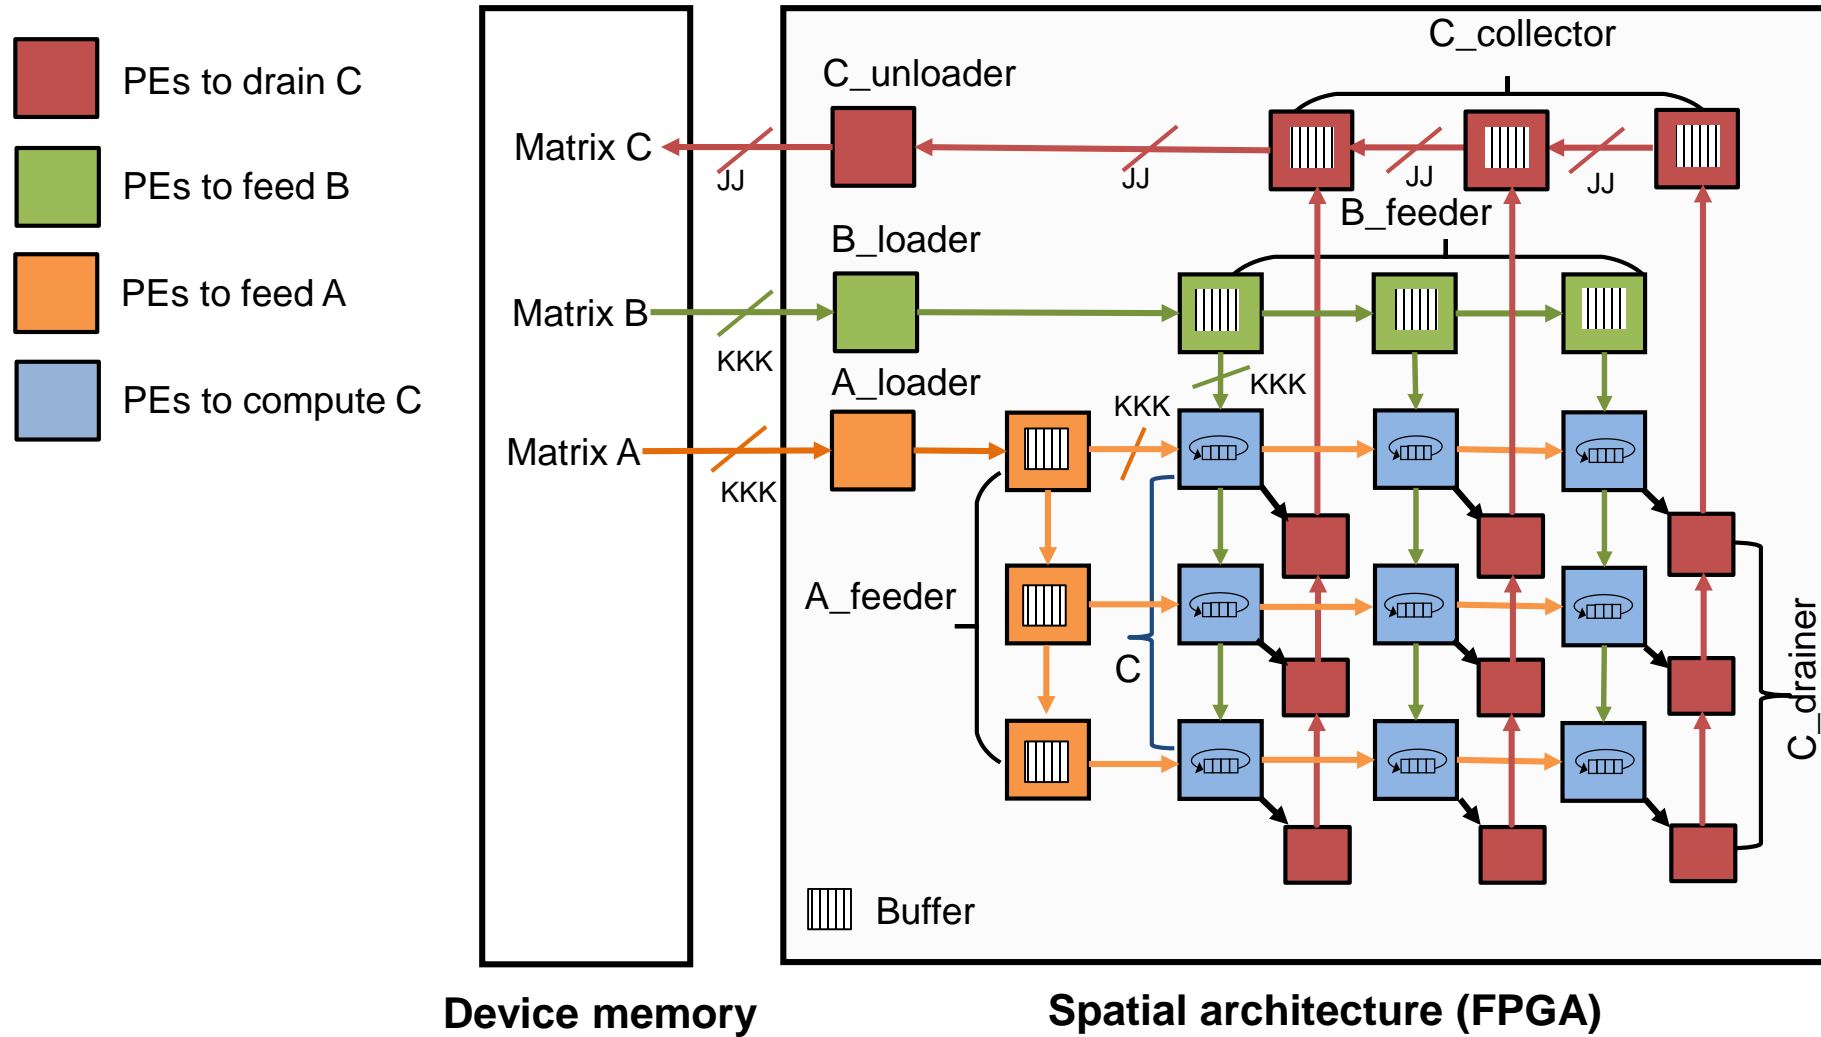 C_collector
PEs to drain C
C_unloader
Matrix C
JJ
JJ
JJ
JJ
PEs to feed B
B_feeder
B_loader
PEs to feed A
Matrix B
KKK
A_loader
KKK
PEs to compute C
KKK
Matrix A
KKK
A_feeder
C
C_drainer
Buffer
Device memory
Spatial architecture (FPGA)